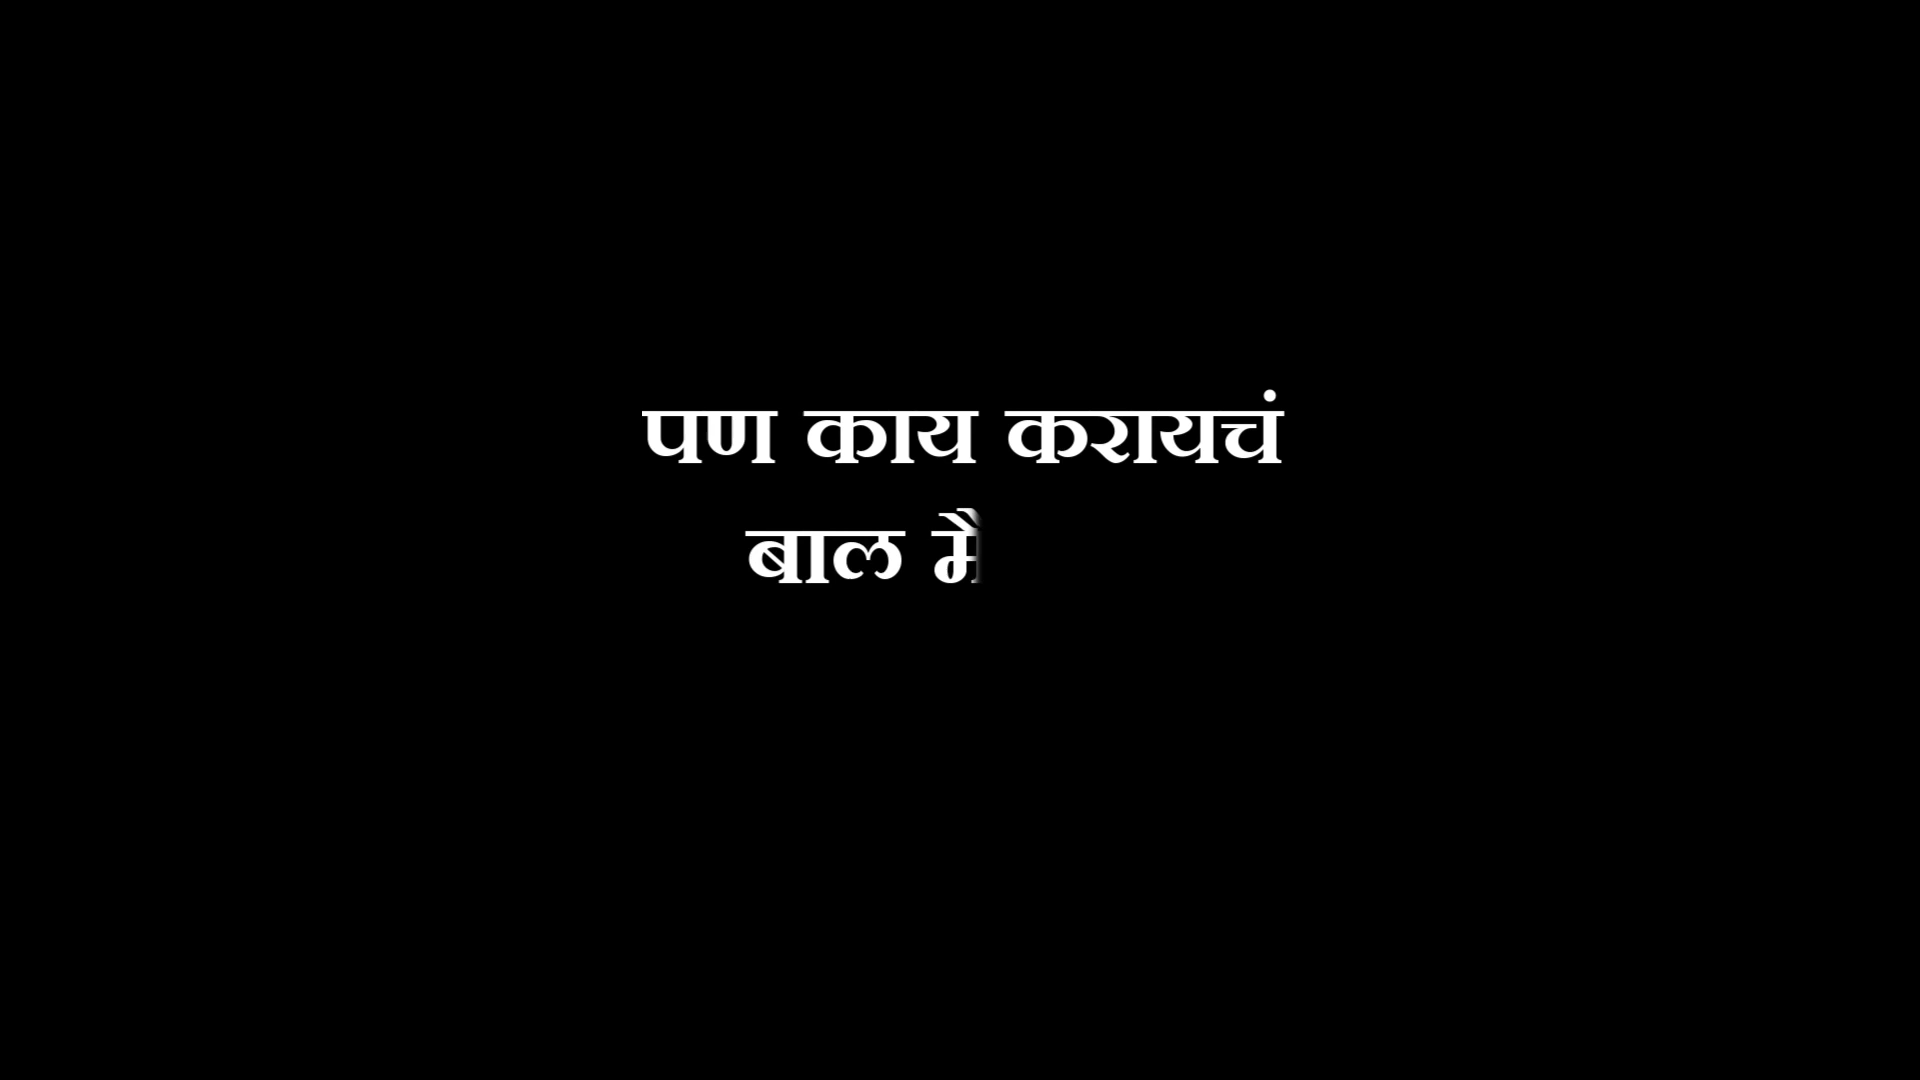 पण काय करायचं
बाल मै